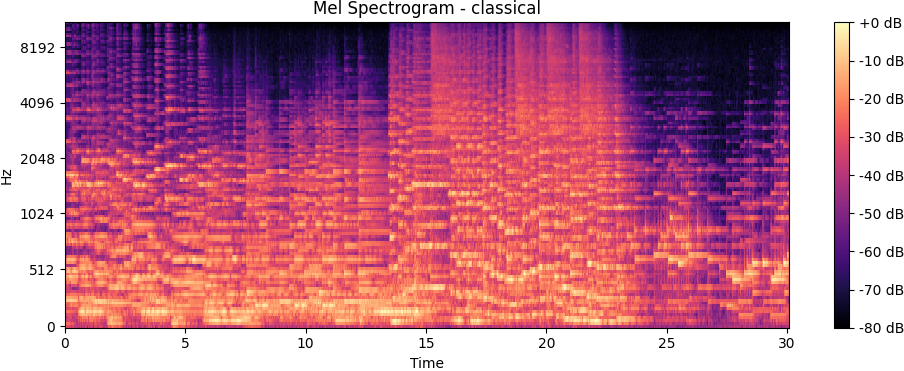 Mel Spectrogram - classical
Hz
8192
4096
2048
1024
512
0
0 5 10 15 20 25 30
Time
+0 dB
-10 dB
-20 dB
-30 dB
-40 dB
-50 dB
-60 dB
-70 dB
-80 dB